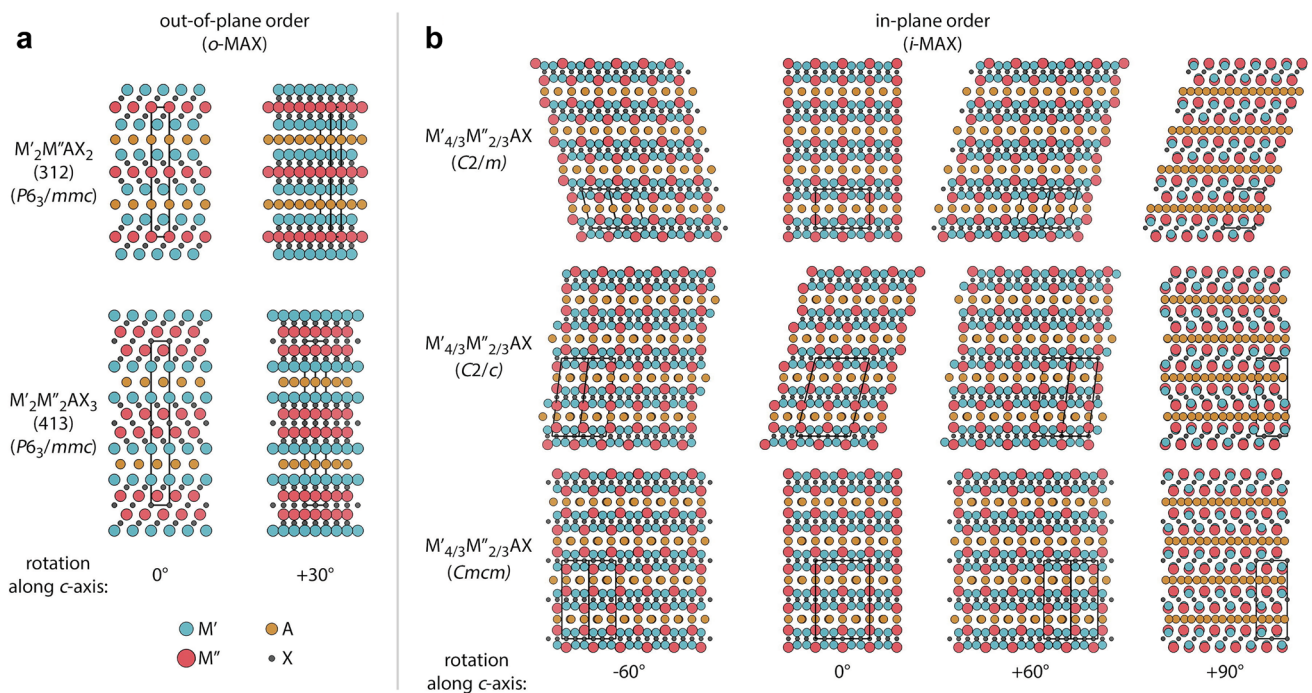 a
out-of-plane order
(o-MAX)
M′₂M″AX₂
(312)
(P6₃/mmc)
M′₂M″₂AX₃
(413)
(P6₃/mmc)
rotation
along c-axis:
0°
+30°
M′
A
M″
X
b
in-plane order
(i-MAX)
M′₄/₃M″₂/₃AX
(C2/m)
M′₄/₃M″₂/₃AX
(C2/c)
M′₄/₃M″₂/₃AX
(Cmcm)
rotation
along c-axis:
-60°
0°
+60°
+90°